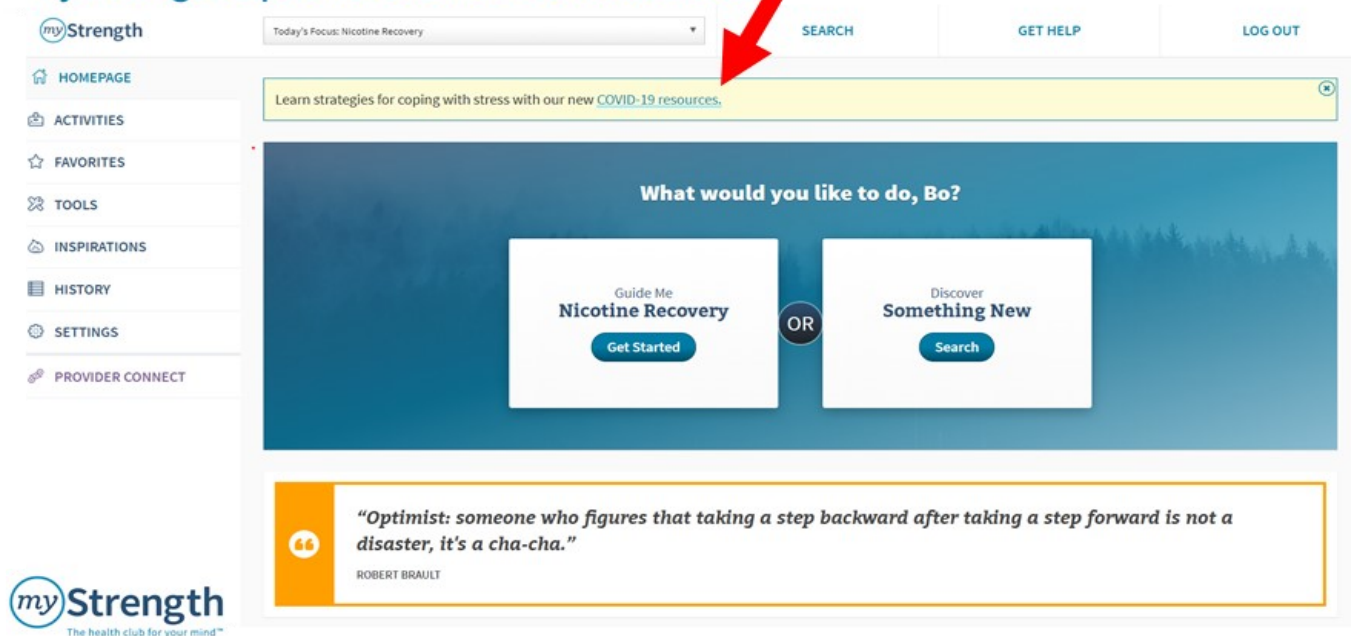 myStrength
Today's Focus: Nicotine Recovery
SEARCH
GET HELP
LOG OUT
HOMEPAGE
ACTIVITIES
FAVORITES
TOOLS
INSPIRATIONS
HISTORY
SETTINGS
PROVIDER CONNECT
Learn strategies for coping with stress with our new COVID-19 resources.
What would you like to do, Bo?
Guide Me
Nicotine Recovery
Get Started
OR
Discover
Something New
Search
“Optimist: someone who figures that taking a step backward after taking a step forward is not a
disaster, it's a cha-cha.”
ROBERT BRAULT
myStrength
The health club for your mind™